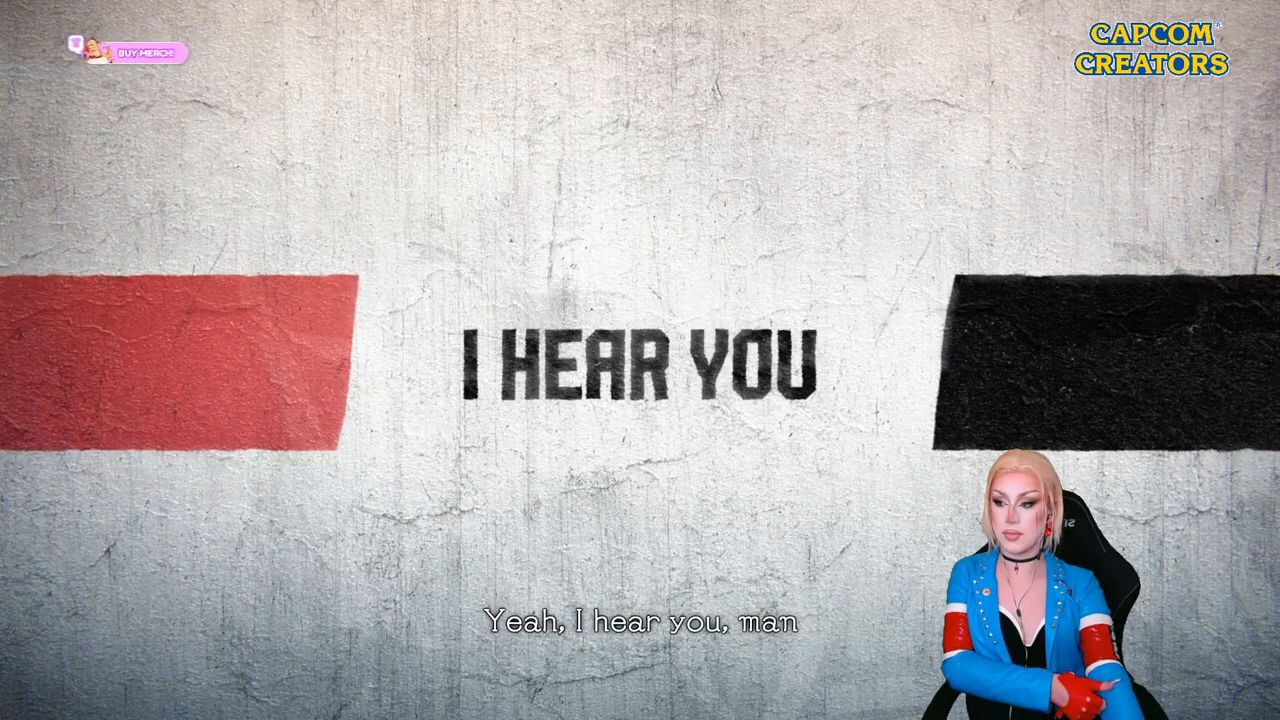 BUY MERCH!
CAPCOM
CREATORS
I HEAR YOU
Yeah, I hear you, man